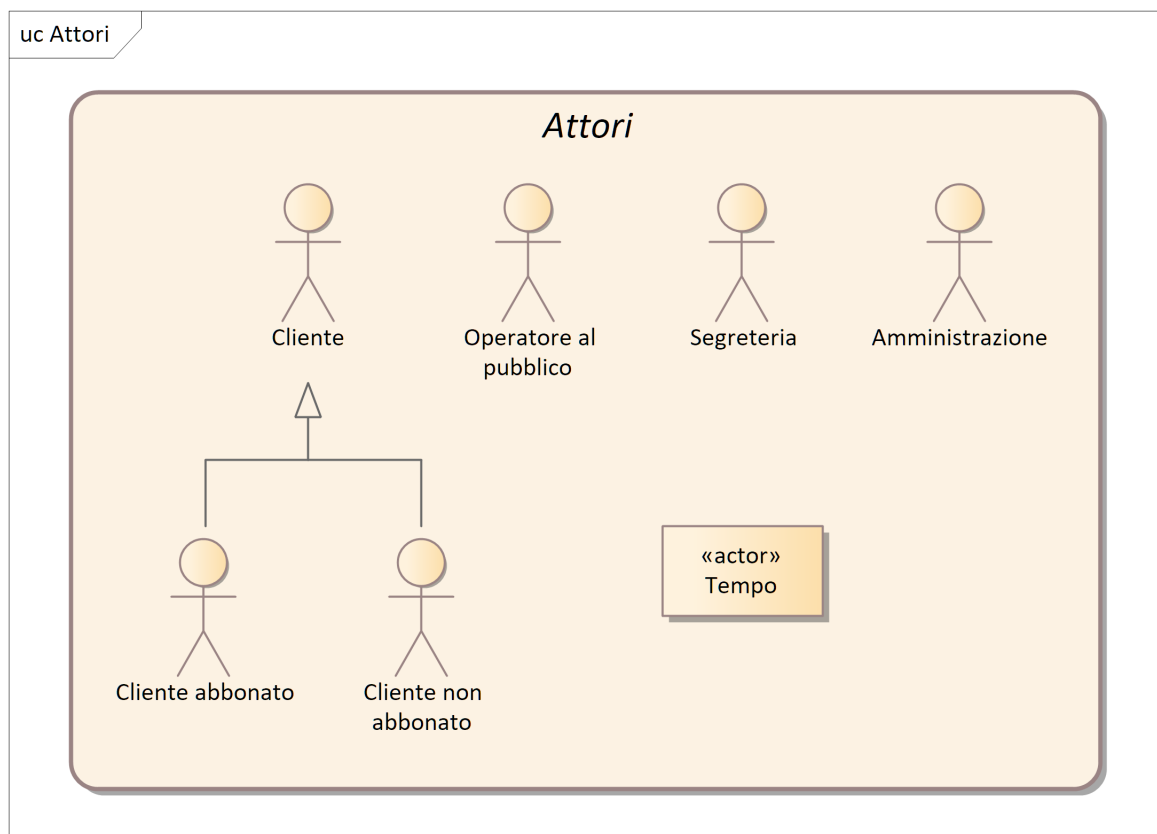 uc Attori
Attori
Cliente
Operatore al
pubblico
Segreteria
Amministrazione
«actor»
Tempo
Cliente abbonato
Cliente non
abbonato